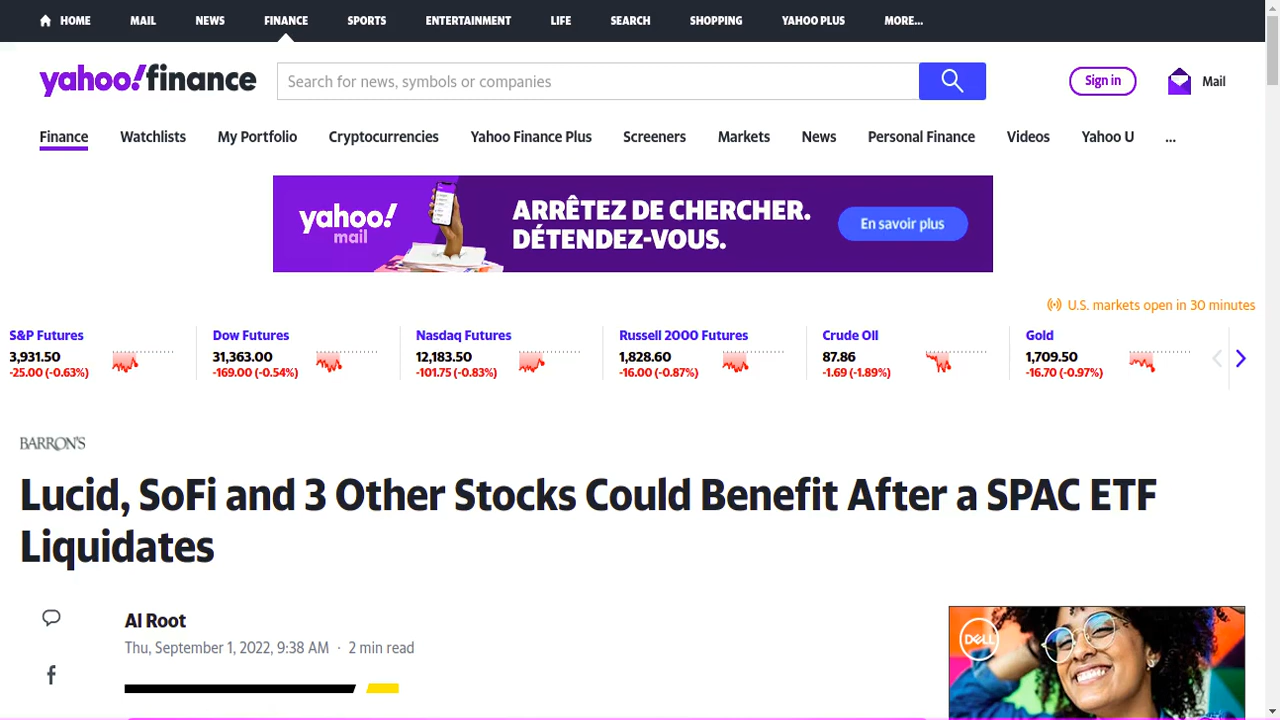 HOME MAIL NEWS FINANCE SPORTS ENTERTAINMENT LIFE SEARCH SHOPPING YAHOO PLUS MORE...
yahoo!finance
Search for news, symbols or companies
Sign in
Mail
Finance Watchlists My Portfolio Cryptocurrencies Yahoo Finance Plus Screeners Markets News Personal Finance Videos Yahoo U ...
yahoo!
mail
ARRÊTEZ DE CHERCHER.
DÉTENDEZ-VOUS.
En savoir plus
U.S. markets open in 30 minutes
S&P Futures
3,931.50
-25.00 (-0.63%)
Dow Futures
31,363.00
-169.00 (-0.54%)
Nasdaq Futures
12,183.50
-101.75 (-0.83%)
Russell 2000 Futures
1,828.60
-16.00 (-0.87%)
Crude Oil
87.86
-1.69 (-1.89%)
Gold
1,709.50
-16.70 (-0.97%)
BARRON'S
Lucid, SoFi and 3 Other Stocks Could Benefit After a SPAC ETF
Liquidates
Al Root
Thu, September 1, 2022, 9:38 AM · 2 min read
DELL